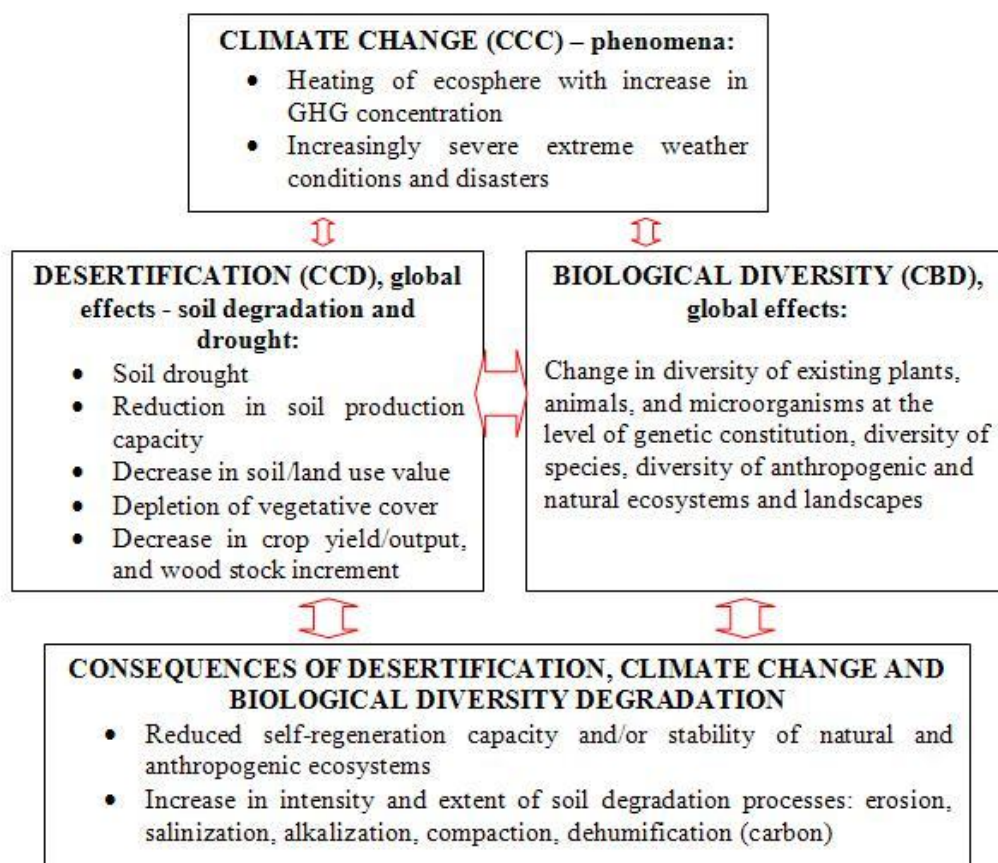 CLIMATE CHANGE (CCC) – phenomena:
• Heating of ecosphere with increase in
GHG concentration
• Increasingly severe extreme weather
conditions and disasters
DESERTIFICATION (CCD), global
effects - soil degradation and
drought:
• Soil drought
• Reduction in soil production
capacity
• Decrease in soil/land use value
• Depletion of vegetative cover
• Decrease in crop yield/output,
and wood stock increment
BIOLOGICAL DIVERSITY (CBD),
global effects:
Change in diversity of existing plants,
animals, and microorganisms at the
level of genetic constitution, diversity of
species, diversity of anthropogenic and
natural ecosystems and landscapes
CONSEQUENCES OF DESERTIFICATION, CLIMATE CHANGE AND
BIOLOGICAL DIVERSITY DEGRADATION
• Reduced self-regeneration capacity and/or stability of natural and
anthropogenic ecosystems
• Increase in intensity and extent of soil degradation processes: erosion,
salinization, alkalization, compaction, dehumification (carbon)